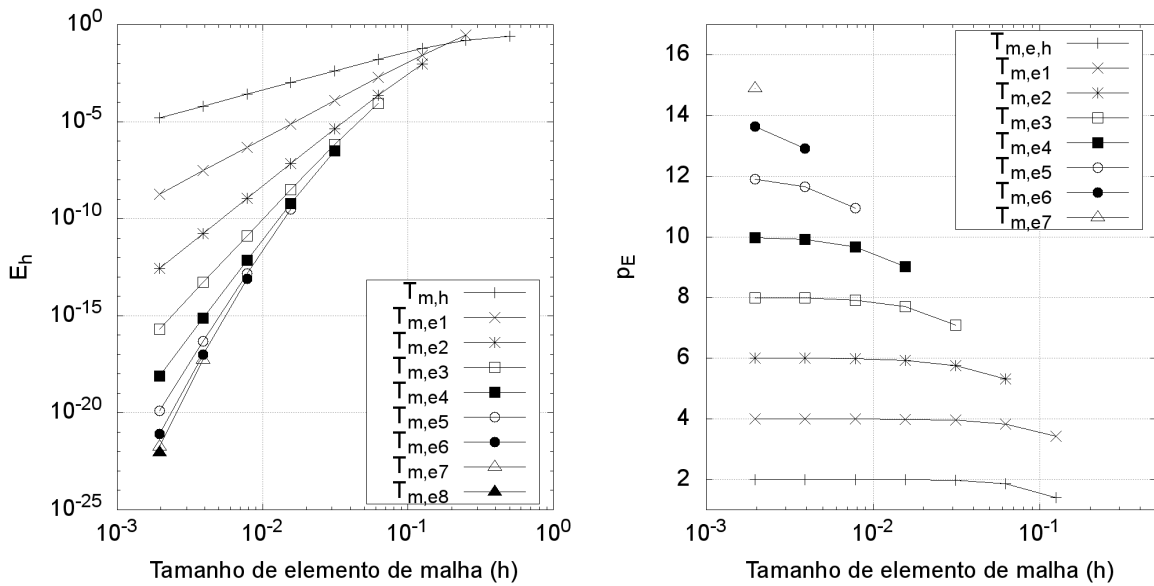 10^0
10^-5
10^-10
10^-15
10^-20
10^-25
E_h
10^-3
10^-2
10^-1
10^0
Tamanho de elemento de malha (h)
T_m,h
T_m,e1
T_m,e2
T_m,e3
T_m,e4
T_m,e5
T_m,e6
T_m,e7
T_m,e8
16
14
12
10
8
6
4
2
p_E
10^-3
10^-2
10^-1
Tamanho de elemento de malha (h)
T_m,e,h
T_m,e1
T_m,e2
T_m,e3
T_m,e4
T_m,e5
T_m,e6
T_m,e7